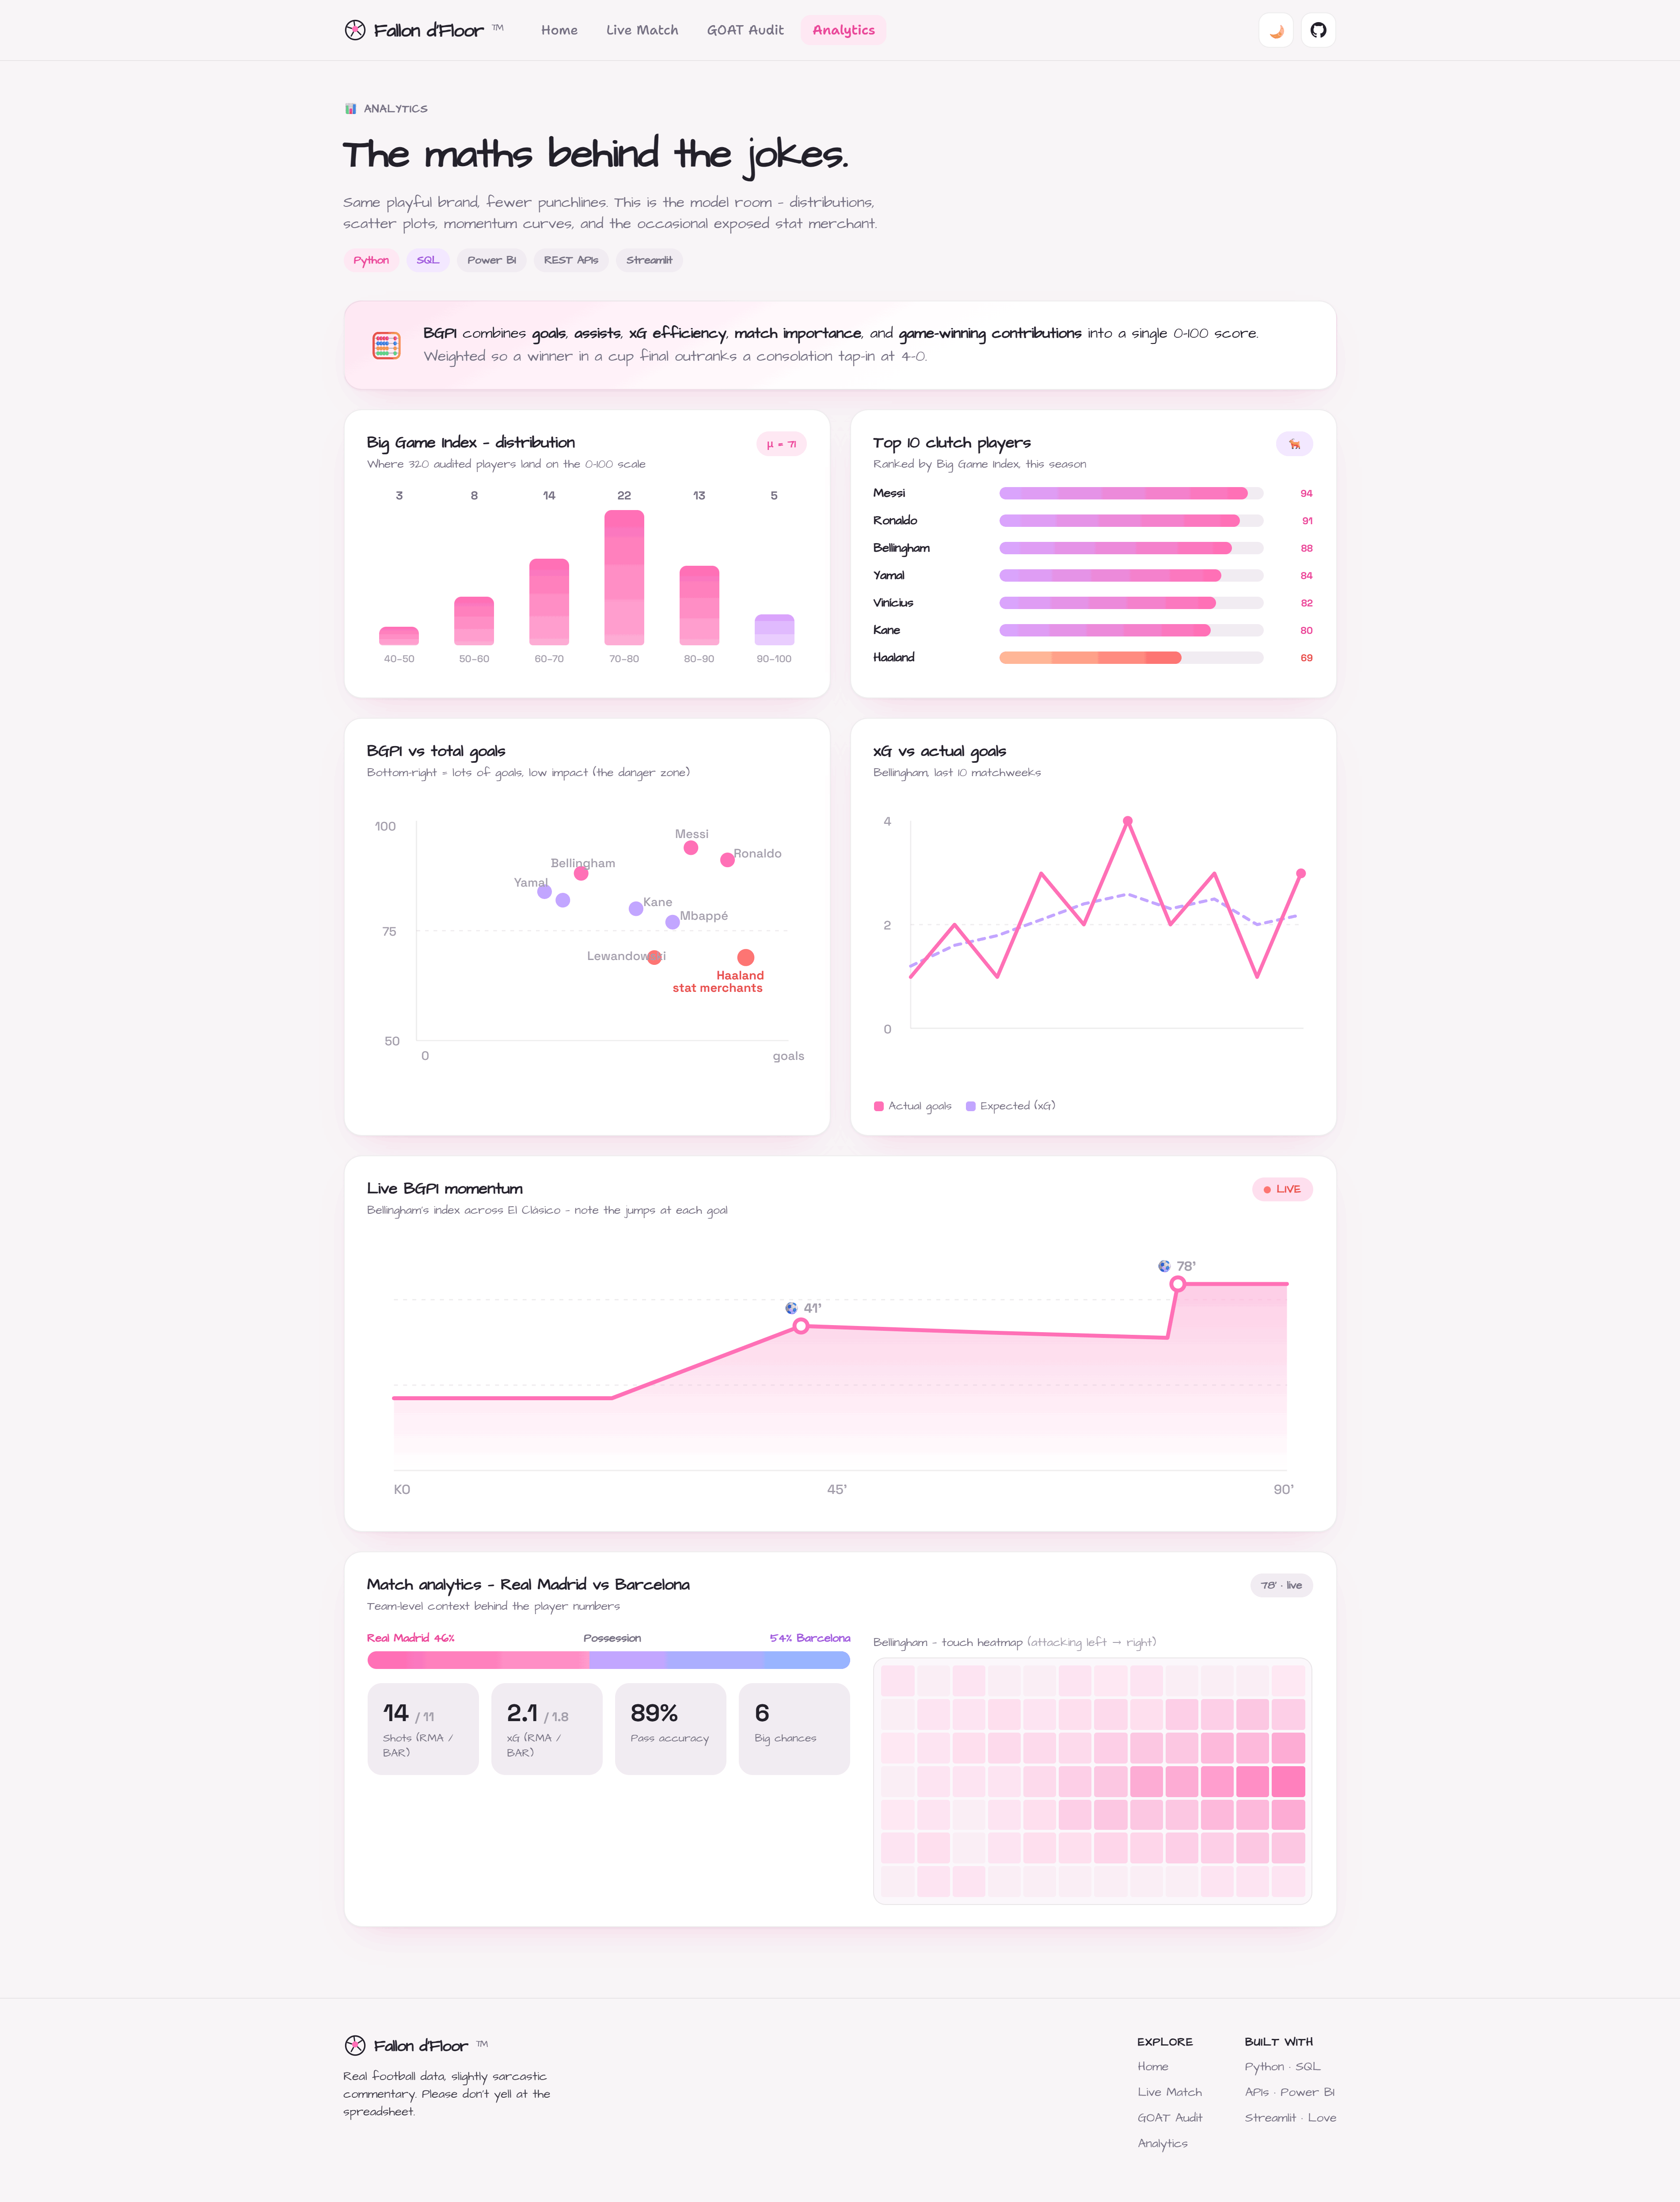 Fallon d'Floor TM
Home
Live Match
GOAT Audit
Analytics
ANALYTICS
The maths behind the jokes.
Same playful brand, fewer punchlines. This is the model room – distributions,
scatter plots, momentum curves, and the occasional exposed stat merchant.
Python
SQL
Power BI
REST APIs
Streamlit
BGPI combines goals, assists, xG efficiency, match importance, and game-winning contributions into a single 0-100 score.
Weighted so a winner in a cup final outranks a consolation tap-in at 4-0.
Big Game Index – distribution
μ = 71
Where 320 audited players land on the 0-100 scale
3 8 14 22 13 5
40–50 50–60 60–70 70–80 80–90 90–100
Top 10 clutch players
Ranked by Big Game Index, this season
Messi 94
Ronaldo 91
Bellingham 88
Yamal 84
Vinícius 82
Kane 80
Haaland 69
BGPI vs total goals
Bottom-right = lots of goals, low impact (the danger zone)
100
Messi
Ronaldo
Bellingham
Yamal
Kane
Mbappé
75
Lewandowski
Haaland
stat merchants
50
0
goals
xG vs actual goals
Bellingham, last 10 matchweeks
4
2
0
Actual goals
Expected (xG)
Live BGPI momentum
LIVE
Bellingham's index across El Clásico – note the jumps at each goal
78'
41'
KO
45'
90'
Match analytics – Real Madrid vs Barcelona
78' · live
Team-level context behind the player numbers
Real Madrid 46%
Possession
54% Barcelona
14 / 11
Shots (RMA /
BAR)
2.1 / 1.8
xG (RMA /
BAR)
89%
Pass accuracy
6
Big chances
Bellingham – touch heatmap (attacking left → right)
Fallon d'Floor TM
Real football data, slightly sarcastic
commentary. Please don't yell at the
spreadsheet.
EXPLORE
Home
Live Match
GOAT Audit
Analytics
BUILT WITH
Python · SQL
APIs · Power BI
Streamlit · Love